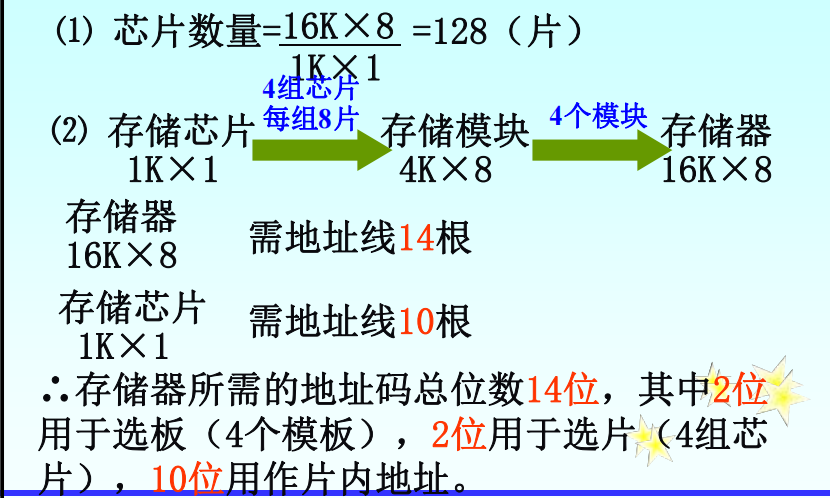 (1) 芯片数量=16K×8 =128（片）
1K×1
4组芯片
每组8片
4个模块
(2) 存储芯片 存储模块 存储器
1K×1 4K×8 16K×8
存储器
16K×8
需地址线14根
存储芯片
1K×1
需地址线10根
∴存储器所需的地址码总位数14位，其中2位
用于选板（4个模板），2位用于选片（4组芯
片），10位用作片内地址。